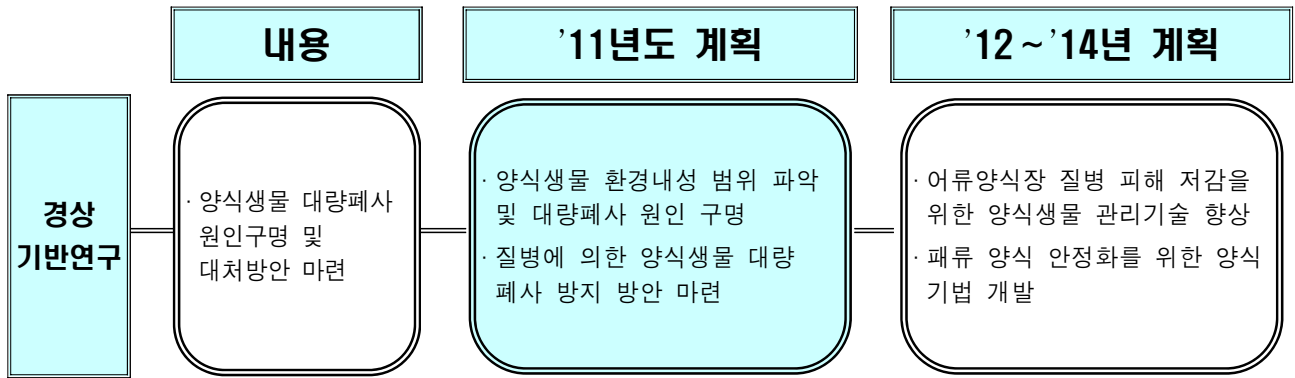 내용
'11년도 계획
'12~'14년 계획
경상
기반연구
· 양식생물 대량폐사
원인구명 및
대처방안 마련
· 양식생물 환경내성 범위 파악
및 대량폐사 원인 구명
· 질병에 의한 양식생물 대량
폐사 방지 방안 마련
· 어류양식장 질병 피해 저감을
위한 양식생물 관리기술 향상
· 패류 양식 안정화를 위한 양식
기법 개발